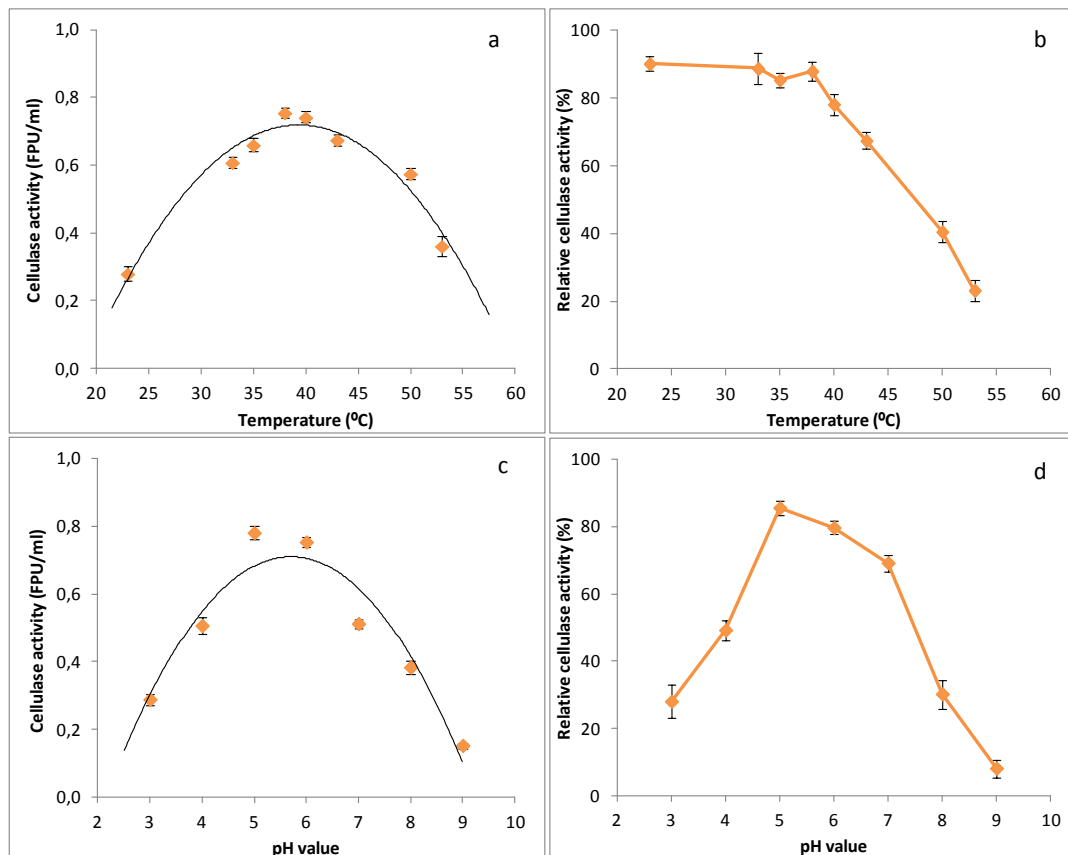 a
Cellulase activity (FPU/ml)
1,0
0,8
0,6
0,4
0,2
0,0
20 25 30 35 40 45 50 55 60
Temperature (⁰C)
b
Relative cellulase activity (%)
100
80
60
40
20
0
20 25 30 35 40 45 50 55 60
Temperature (⁰C)
c
Cellulase activity (FPU/ml)
1,0
0,8
0,6
0,4
0,2
0,0
2 3 4 5 6 7 8 9 10
pH value
d
Relative cellulase activity (%)
100
80
60
40
20
0
2 3 4 5 6 7 8 9 10
pH value